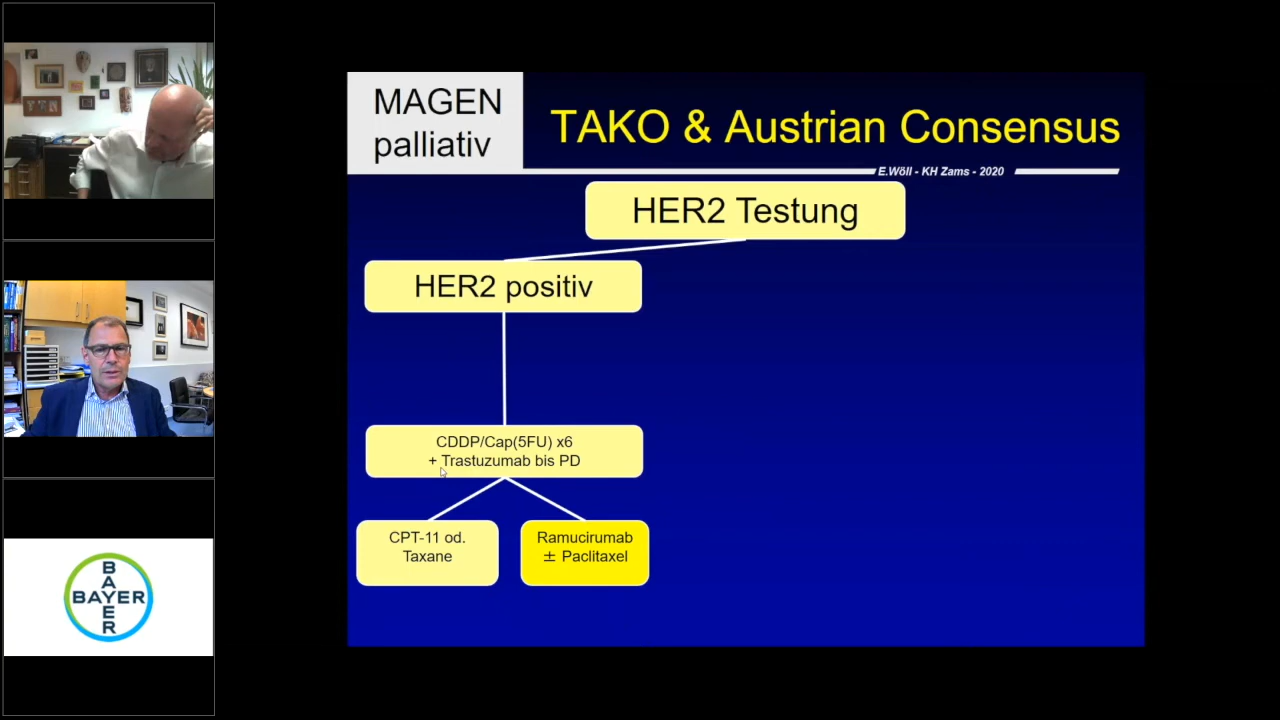 MAGEN
palliativ
TAKO & Austrian Consensus
E.Wöll - KH Zams - 2020
HER2 Testung
HER2 positiv
CDDP/Cap(5FU) x6
+ Trastuzumab bis PD
CPT-11 od.
Taxane
Ramucirumab
± Paclitaxel
BAYER
BAYER